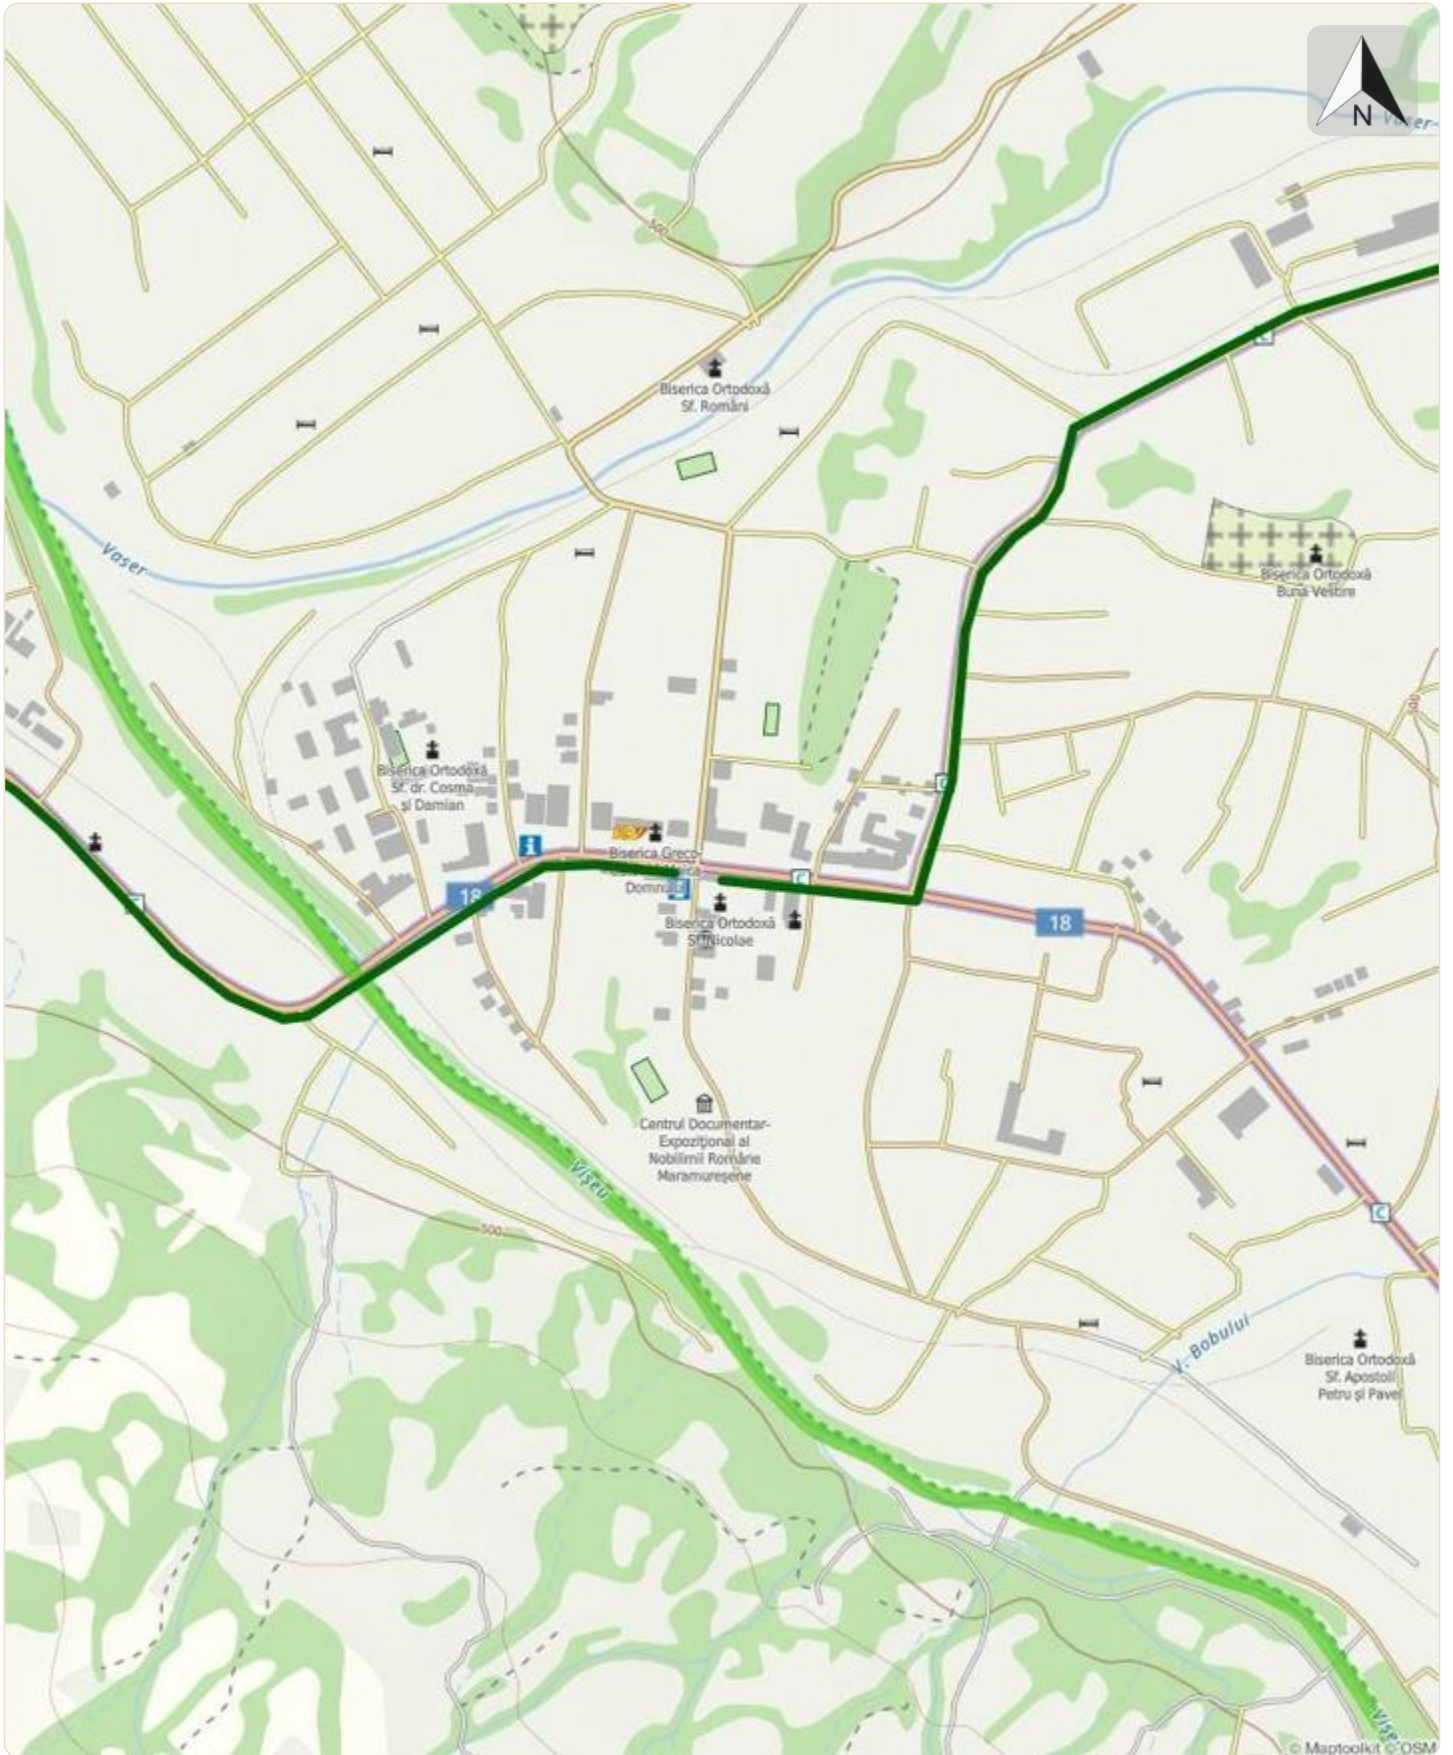 N
Vaser
500
Biserica Ortodoxă
Sf. Români
Vaser
Biserica Ortodoxă
Buna Vestire
Biserica Ortodoxă
Sf. dr. Cosma
și Damian
i
Biserica Greco-
Domnului
C
C
18
Biserica Ortodoxă
Sf. Nicolae
18
Centrul Documentar-
Expozițional al
Nobilimii Române
Maramureșene
Vișeu
500
C
V. Bobului
Biserica Ortodoxă
Sf. Apostoli
Petru și Pavel
© Maptoolkit © OSM